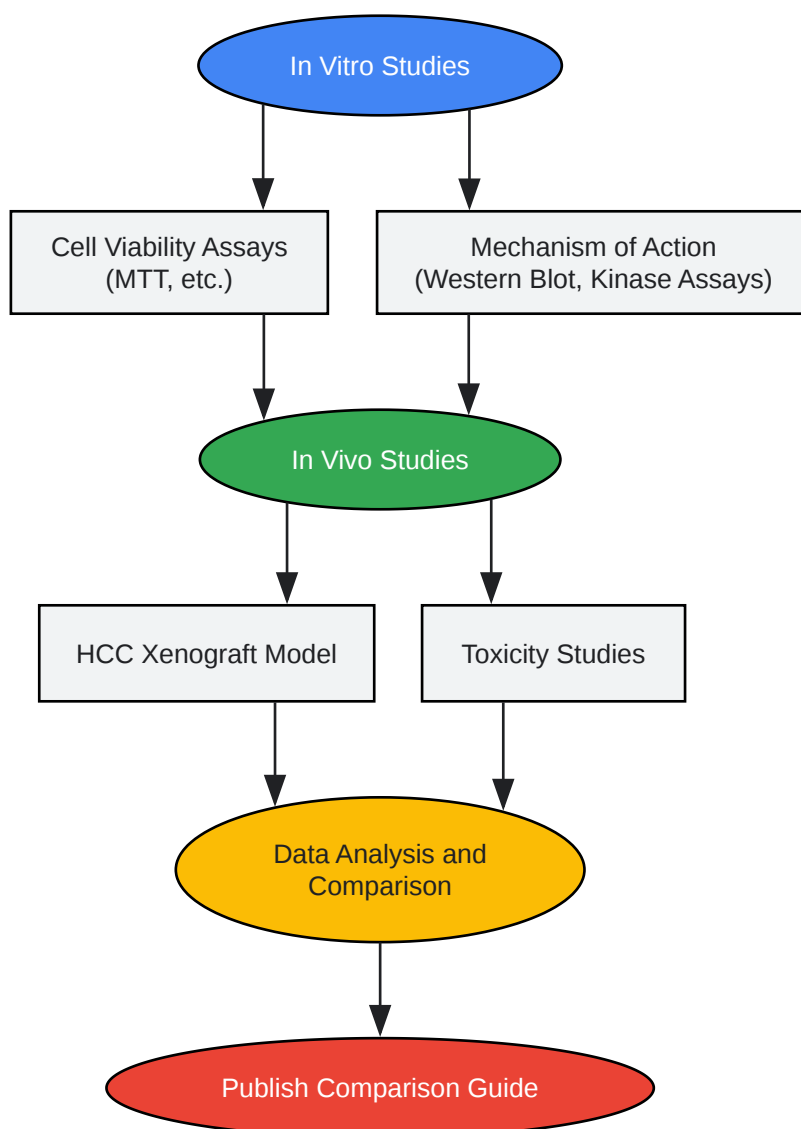 In Vitro Studies
Cell Viability Assays
(MTT, etc.)
Mechanism of Action
(Western Blot, Kinase Assays)
In Vivo Studies
HCC Xenograft Model
Toxicity Studies
Data Analysis and
Comparison
Publish Comparison Guide